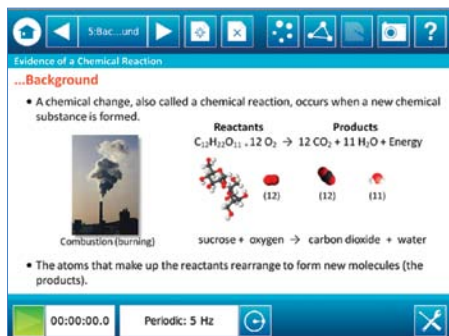 5:Bac...und
?
Evidence of a Chemical Reaction
...Background
• A chemical change, also called a chemical reaction, occurs when a new chemical
substance is formed.
Reactants Products
C₁₂H₂₂O₁₁ . 12 O₂ → 12 CO₂ + 11 H₂O + Energy
(12) (12) (11)
Combustion (burning) sucrose + oxygen → carbon dioxide + water
• The atoms that make up the reactants rearrange to form new molecules (the
products).
00:00:00.0 Periodic: 5 Hz